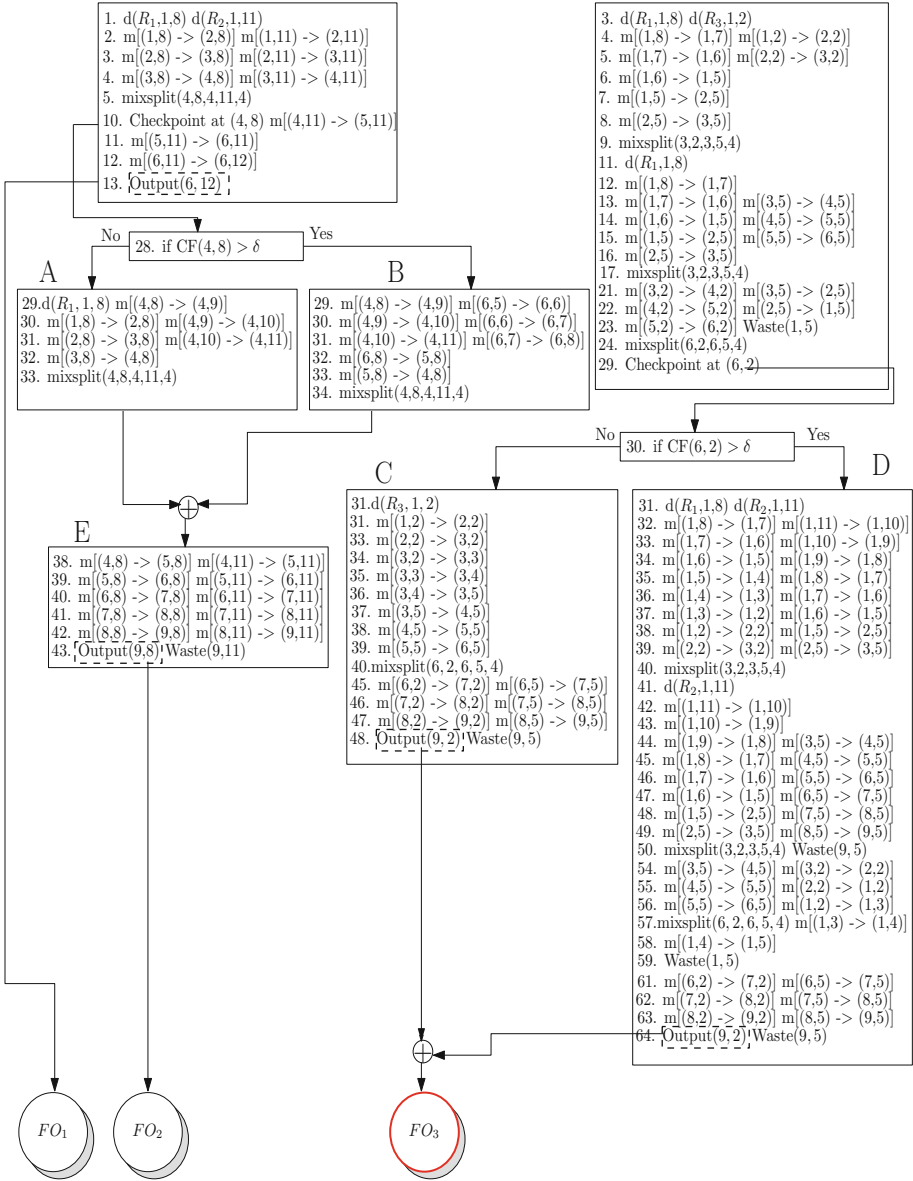 1. d(R₁,1,8) d(R₂,1,11)
2. m[(1,8) -> (2,8)] m[(1,11) -> (2,11)]
3. m[(2,8) -> (3,8)] m[(2,11) -> (3,11)]
4. m[(3,8) -> (4,8)] m[(3,11) -> (4,11)]
5. mixsplit(4,8,4,11,4)
10. Checkpoint at (4, 8) m[(4,11) -> (5,11)]
11. m[(5,11) -> (6,11)]
12. m[(6,11) -> (6,12)]
13. Output(6, 12)
3. d(R₁,1,8) d(R₃,1,2)
4. m[(1,8) -> (1,7)] m[(1,2) -> (2,2)]
5. m[(1,7) -> (1,6)] m[(2,2) -> (3,2)]
6. m[(1,6) -> (1,5)]
7. m[(1,5) -> (2,5)]
8. m[(2,5) -> (3,5)]
9. mixsplit(3,2,3,5,4)
11. d(R₁,1,8)
12. m[(1,8) -> (1,7)]
13. m[(1,7) -> (1,6)] m[(3,5) -> (4,5)]
14. m[(1,6) -> (1,5)] m[(4,5) -> (5,5)]
15. m[(1,5) -> (2,5)] m[(5,5) -> (6,5)]
16. m[(2,5) -> (3,5)]
17. mixsplit(3,2,3,5,4)
21. m[(3,2) -> (4,2)] m[(3,5) -> (2,5)]
22. m[(4,2) -> (5,2)] m[(2,5) -> (1,5)]
23. m[(5,2) -> (6,2)] Waste(1, 5)
24. mixsplit(6,2,6,5,4)
29. Checkpoint at (6, 2)
No
28. if CF(4, 8) > δ
Yes
A
29.d(R₁, 1, 8) m[(4,8) -> (4,9)]
30. m[(1,8) -> (2,8)] m[(4,9) -> (4,10)]
31. m[(2,8) -> (3,8)] m[(4,10) -> (4,11)]
32. m[(3,8) -> (4,8)]
33. mixsplit(4,8,4,11,4)
B
29. m[(4,8) -> (4,9)] m[(6,5) -> (6,6)]
30. m[(4,9) -> (4,10)] m[(6,6) -> (6,7)]
31. m[(4,10) -> (4,11)] m[(6,7) -> (6,8)]
32. m[(6,8) -> (5,8)]
33. m[(5,8) -> (4,8)]
34. mixsplit(4,8,4,11,4)
No
30. if CF(6, 2) > δ
Yes
E
38. m[(4,8) -> (5,8)] m[(4,11) -> (5,11)]
39. m[(5,8) -> (6,8)] m[(5,11) -> (6,11)]
40. m[(6,8) -> (7,8)] m[(6,11) -> (7,11)]
41. m[(7,8) -> (8,8)] m[(7,11) -> (8,11)]
42. m[(8,8) -> (9,8)] m[(8,11) -> (9,11)]
43. Output(9,8) Waste(9,11)
C
31.d(R₃, 1, 2)
31. m[(1,2) -> (2,2)]
33. m[(2,2) -> (3,2)]
34. m[(3,2) -> (3,3)]
35. m[(3,3) -> (3,4)]
36. m[(3,4) -> (3,5)]
37. m[(3,5) -> (4,5)]
38. m[(4,5) -> (5,5)]
39. m[(5,5) -> (6,5)]
40.mixsplit(6, 2, 6, 5, 4)
45. m[(6,2) -> (7,2)] m[(6,5) -> (7,5)]
46. m[(7,2) -> (8,2)] m[(7,5) -> (8,5)]
47. m[(8,2) -> (9,2)] m[(8,5) -> (9,5)]
48. Output(9, 2) Waste(9, 5)
D
31. d(R₁,1,8) d(R₂,1,11)
32. m[(1,8) -> (1,7)] m[(1,11) -> (1,10)]
33. m[(1,7) -> (1,6)] m[(1,10) -> (1,9)]
34. m[(1,6) -> (1,5)] m[(1,9) -> (1,8)]
35. m[(1,5) -> (1,4)] m[(1,8) -> (1,7)]
36. m[(1,4) -> (1,3)] m[(1,7) -> (1,6)]
37. m[(1,3) -> (1,2)] m[(1,6) -> (1,5)]
38. m[(1,2) -> (2,2)] m[(1,5) -> (2,5)]
39. m[(2,2) -> (3,2)] m[(2,5) -> (3,5)]
40. mixsplit(3,2,3,5,4)
41. d(R₂,1,11)
42. m[(1,11) -> (1,10)]
43. m[(1,10) -> (1,9)]
44. m[(1,9) -> (1,8)] m[(3,5) -> (4,5)]
45. m[(1,8) -> (1,7)] m[(4,5) -> (5,5)]
46. m[(1,7) -> (1,6)] m[(5,5) -> (6,5)]
47. m[(1,6) -> (1,5)] m[(6,5) -> (7,5)]
48. m[(1,5) -> (2,5)] m[(7,5) -> (8,5)]
49. m[(2,5) -> (3,5)] m[(8,5) -> (9,5)]
50. mixsplit(3,2,3,5,4) Waste(9, 5)
54. m[(3,5) -> (4,5)] m[(3,2) -> (2,2)]
55. m[(4,5) -> (5,5)] m[(2,2) -> (1,2)]
56. m[(5,5) -> (6,5)] m[(1,2) -> (1,3)]
57.mixsplit(6, 2, 6, 5, 4) m[(1,3) -> (1,4)]
58. m[(1,4) -> (1,5)]
59. Waste(1, 5)
61. m[(6,2) -> (7,2)] m[(6,5) -> (7,5)]
62. m[(7,2) -> (8,2)] m[(7,5) -> (8,5)]
63. m[(8,2) -> (9,2)] m[(8,5) -> (9,5)]
64. Output(9, 2) Waste(9, 5)
FO₁
FO₂
FO₃